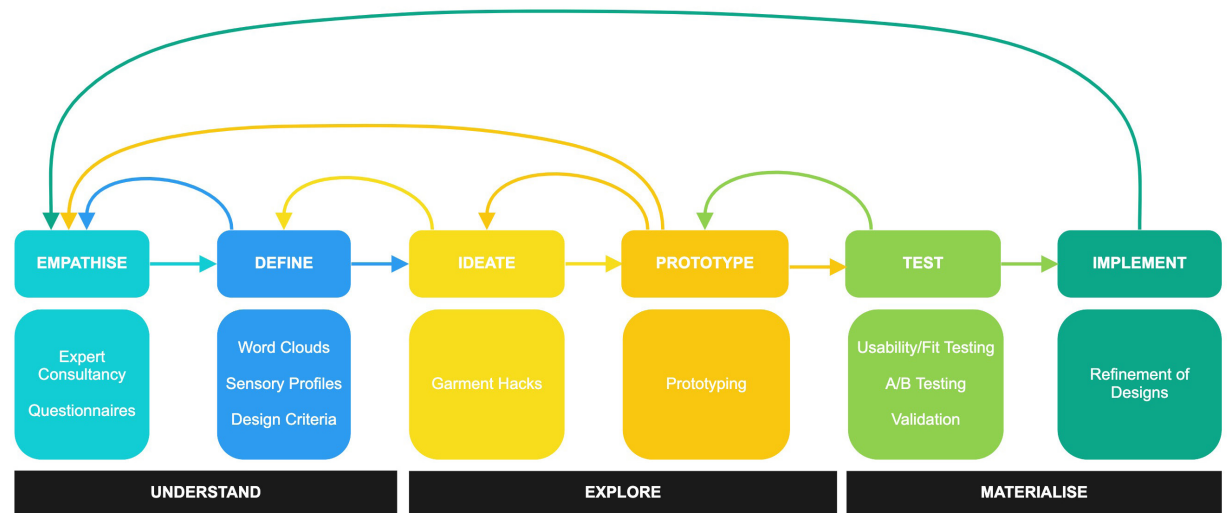 EMPATHISE
DEFINE
IDEATE
PROTOTYPE
TEST
IMPLEMENT
Expert
Consultancy
Questionnaires
Word Clouds
Sensory Profiles
Design Criteria
Garment Hacks
Prototyping
Usability/Fit Testing
A/B Testing
Validation
Refinement of
Designs
UNDERSTAND
EXPLORE
MATERIALISE